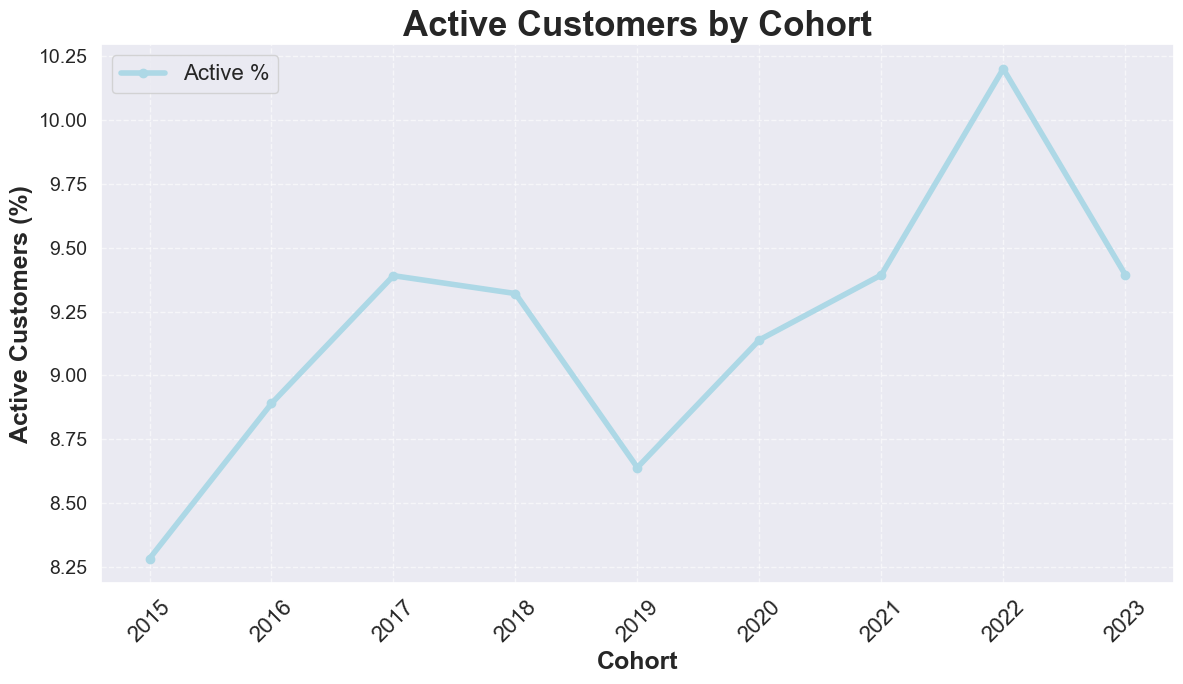 Active Customers by Cohort
Active %
Active Customers (%)
10.25
10.00
9.75
9.50
9.25
9.00
8.75
8.50
8.25
2015 2016 2017 2018 2019 2020 2021 2022 2023
Cohort